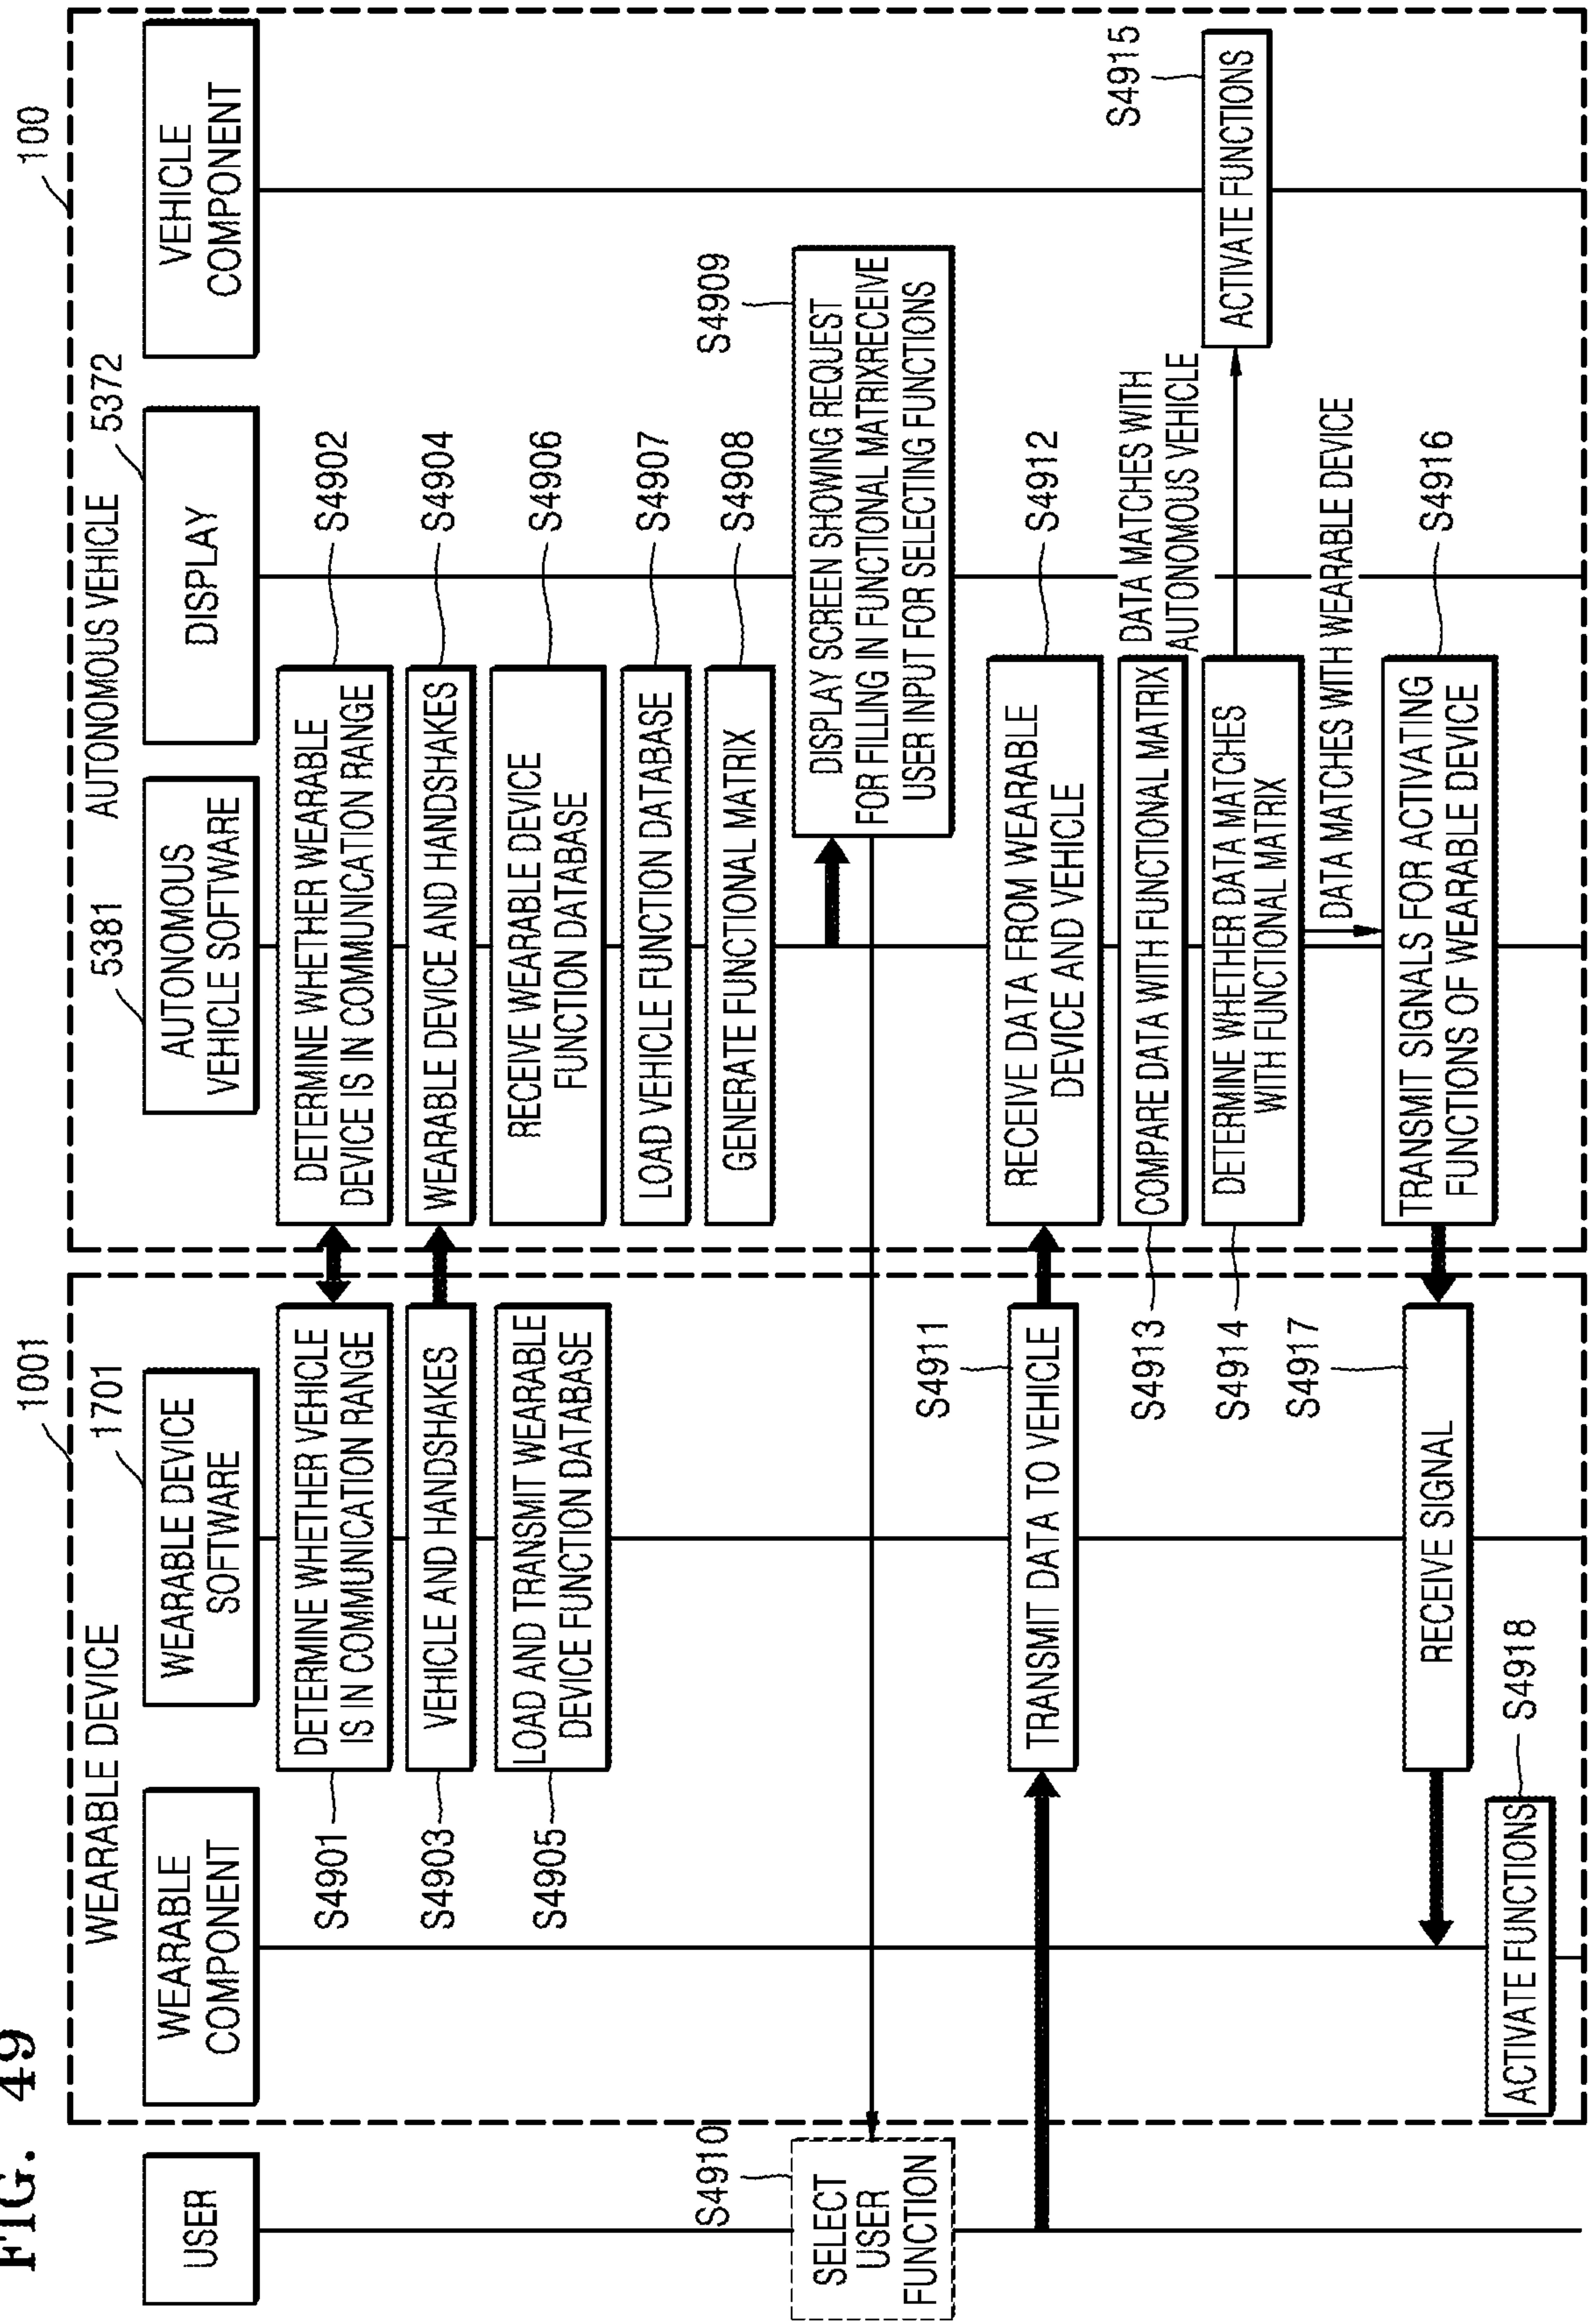 FIG. 49
USER
WEARABLE DEVICE
1001
WEARABLE
COMPONENT
WEARABLE DEVICE
SOFTWARE
1701
AUTONOMOUS VEHICLE
100
5381
AUTONOMOUS
VEHICLE SOFTWARE
DISPLAY
5372
VEHICLE
COMPONENT
S4901
DETERMINE WHETHER VEHICLE
IS IN COMMUNICATION RANGE
DETERMINE WHETHER WEARABLE
DEVICE IS IN COMMUNICATION RANGE
S4902
S4903
VEHICLE AND HANDSHAKES
WEARABLE DEVICE AND HANDSHAKES
S4904
S4905
LOAD AND TRANSMIT WEARABLE
DEVICE FUNCTION DATABASE
RECEIVE WEARABLE DEVICE
FUNCTION DATABASE
S4906
LOAD VEHICLE FUNCTION DATABASE
S4907
GENERATE FUNCTIONAL MATRIX
S4908
S4910
SELECT
USER
FUNCTION
S4909
DISPLAY SCREEN SHOWING REQUEST
FOR FILLING IN FUNCTIONAL MATRIXRECEIVE
USER INPUT FOR SELECTING FUNCTIONS
S4911
TRANSMIT DATA TO VEHICLE
RECEIVE DATA FROM WEARABLE
DEVICE AND VEHICLE
S4912
S4913
COMPARE DATA WITH FUNCTIONAL MATRIX
DATA MATCHES WITH
AUTONOMOUS VEHICLE
S4914
DETERMINE WHETHER DATA MATCHES
WITH FUNCTIONAL MATRIX
S4915
ACTIVATE FUNCTIONS
DATA MATCHES WITH WEARABLE DEVICE
S4917
RECEIVE SIGNAL
TRANSMIT SIGNALS FOR ACTIVATING
FUNCTIONS OF WEARABLE DEVICE
S4916
ACTIVATE FUNCTIONS
S4918